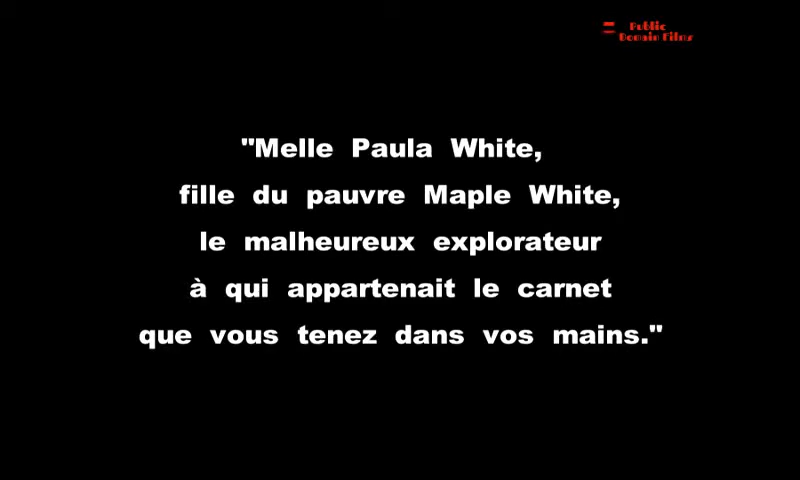 Public
Domain Films
"Melle Paula White,
fille du pauvre Maple White,
le malheureux explorateur
à qui appartenait le carnet
que vous tenez dans vos mains."